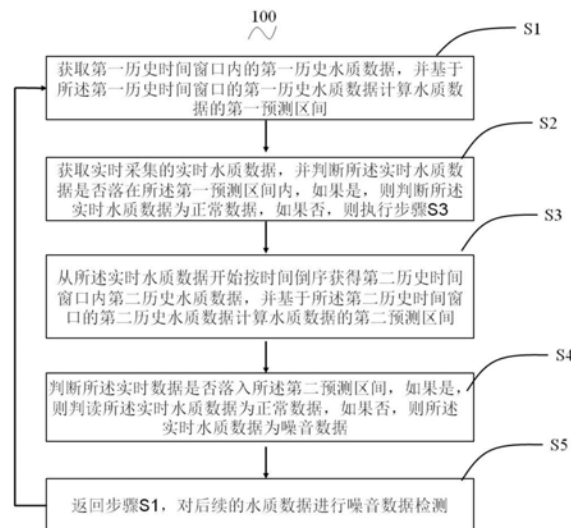 100
S1
获取第一历史时间窗口内的第一历史水质数据，并基于
所述第一历史时间窗口的第一历史水质数据计算水质数
据的第一预测区间
S2
获取实时采集的实时水质数据，并判断所述实时水质数
据是否落在所述第一预测区间内，如果是，则判断所述
实时水质数据为正常数据，如果否，则执行步骤S3
S3
从所述实时水质数据开始按时间倒序获得第二历史时间
窗口内第二历史水质数据，并基于所述第二历史时间窗
口的第二历史水质数据计算水质数据的第二预测区间
S4
判断所述实时数据是否落入所述第二预测区间，如果是，
则判读所述实时水质数据为正常数据，如果否，则所述
实时水质数据为噪音数据
S5
返回步骤S1，对后续的水质数据进行噪音数据检测